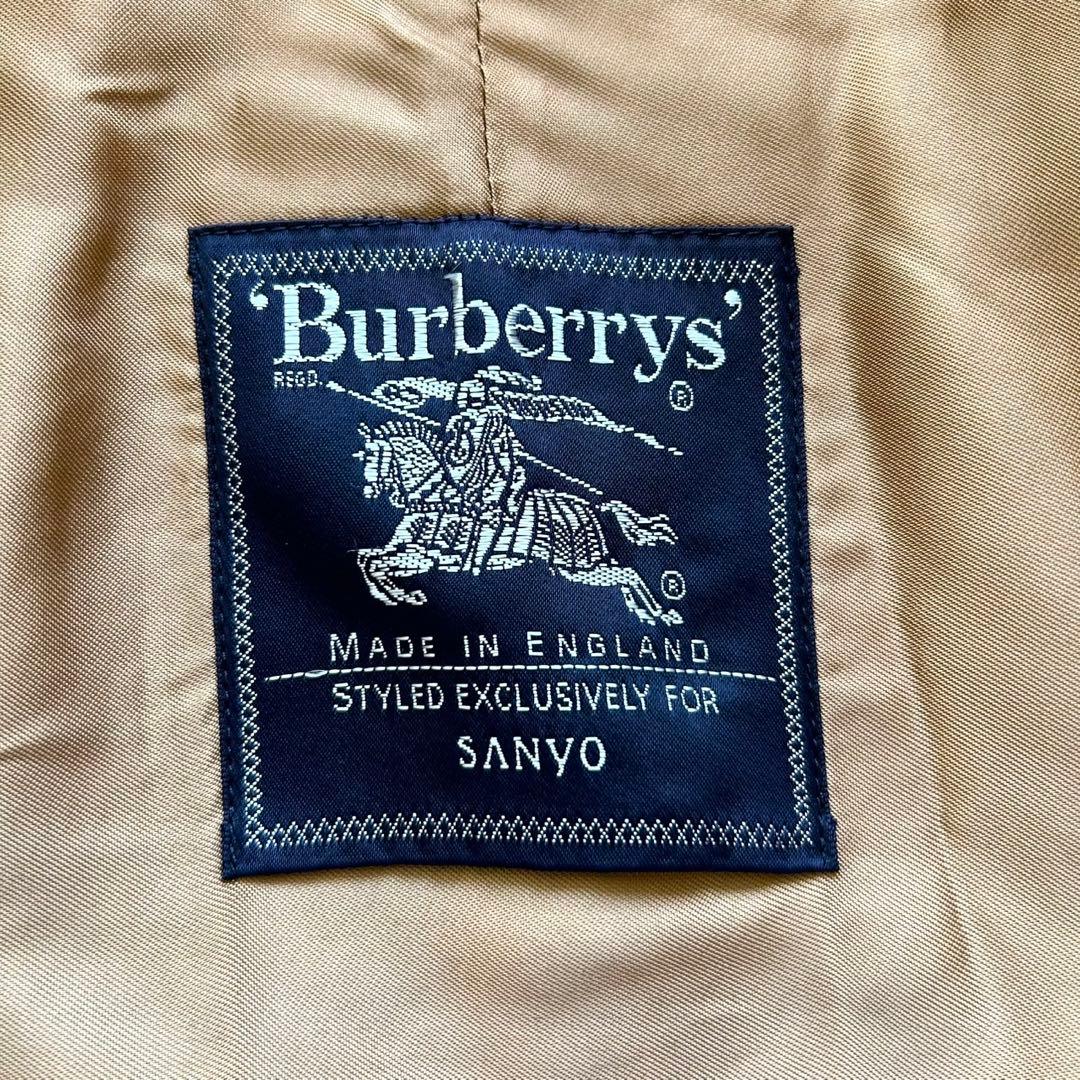 ‘Burberrys’
REGD. ®
®
MADE IN ENGLAND
STYLED EXCLUSIVELY FOR
SANYO